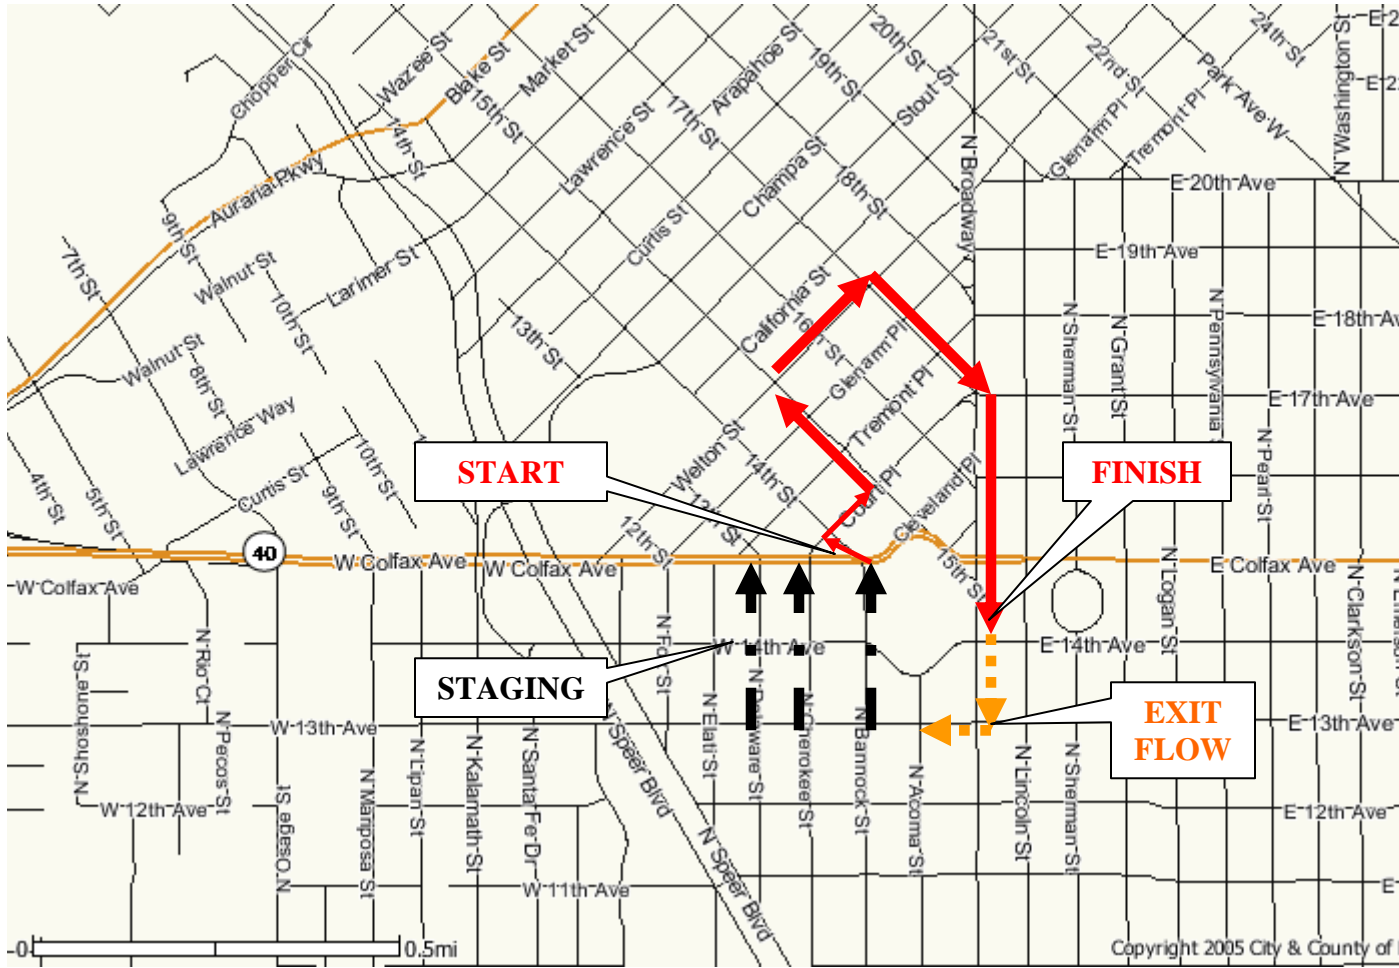 Chopper Cir
Wazee St
Blake St
Market St
15th St
14th St
Lawrence St
17th St
Arapahoe St
19th St
20th St
Stout St
21st St
22nd St
24th St
Park Ave W
Glenarm Pl
Tremont Pl
N Washington St
E 2
E 2
Auraria Pkwy
9th St
7th St
Walnut St
10th St
Larimer St
13th St
Curtis St
Champa St
18th St
N Broadway
E 20th Ave
E 19th Ave
E 18th Av
E 17th Ave
N Sherman St
N Grant St
N Pennsylvania S
N Pearl St
California St
16th St
Glenarm Pl
Tremont Pl
Court Pl
Cleveland Pl
Welton St
14th St
13th St
12th St
15th St
Walnut St
8th St
Lawrence Way
Curtis St
10th St
9th St
4th St
5th St
1
START
FINISH
40
W Colfax Ave
W Colfax Ave
W Colfax Ave
E Colfax Ave
N Logan St
N Clarkson St
N Emerson St
W 14th Ave
E 14th Ave
STAGING
EXIT
FLOW
N Shoshone St
N Rio Ct
N Pecos St
N Osage St
N Mariposa St
N Lipan St
N Kalamath St
N Santa Fe Dr
N Speer Blvd
N Speer Blvd
N Fox St
N Elati St
N Delaware St
N Cherokee St
N Bannock St
N Acoma St
N Lincoln St
N Sherman St
W 13th Ave
E 13th Ave
W 12th Ave
E 12th Ave
W 11th Ave
E
0
0.5mi
Copyright 2005 City & County of